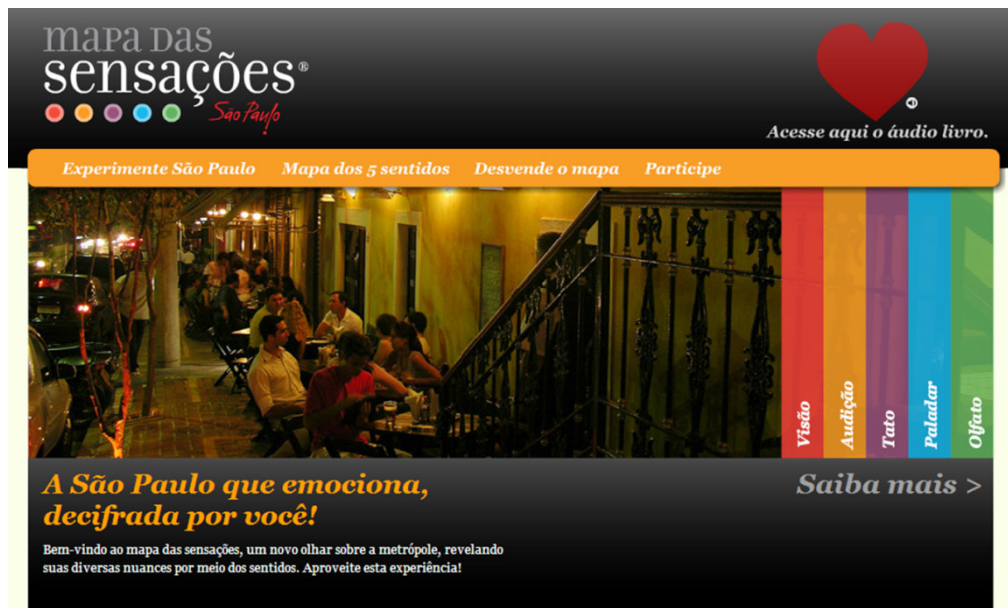 mapa das
sensações®
São Paulo
Acesse aqui o áudio livro.
Experimente São Paulo Mapa dos 5 sentidos Desvende o mapa Participe
Visão
Audição
Tato
Paladar
Olfato
A São Paulo que emociona,
decifrada por você!
Saiba mais >
Bem-vindo ao mapa das sensações, um novo olhar sobre a metrópole, revelando
suas diversas nuances por meio dos sentidos. Aproveite esta experiência!